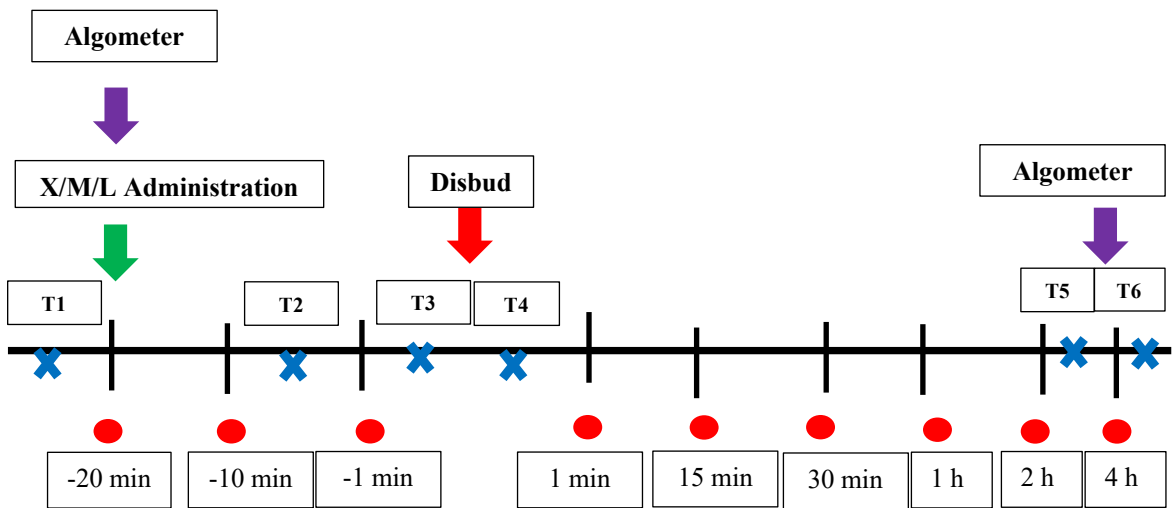 Algometer
X/M/L Administration
Disbud
Algometer
T1
T2
T3
T4
T5
T6
-20 min
-10 min
-1 min
1 min
15 min
30 min
1 h
2 h
4 h